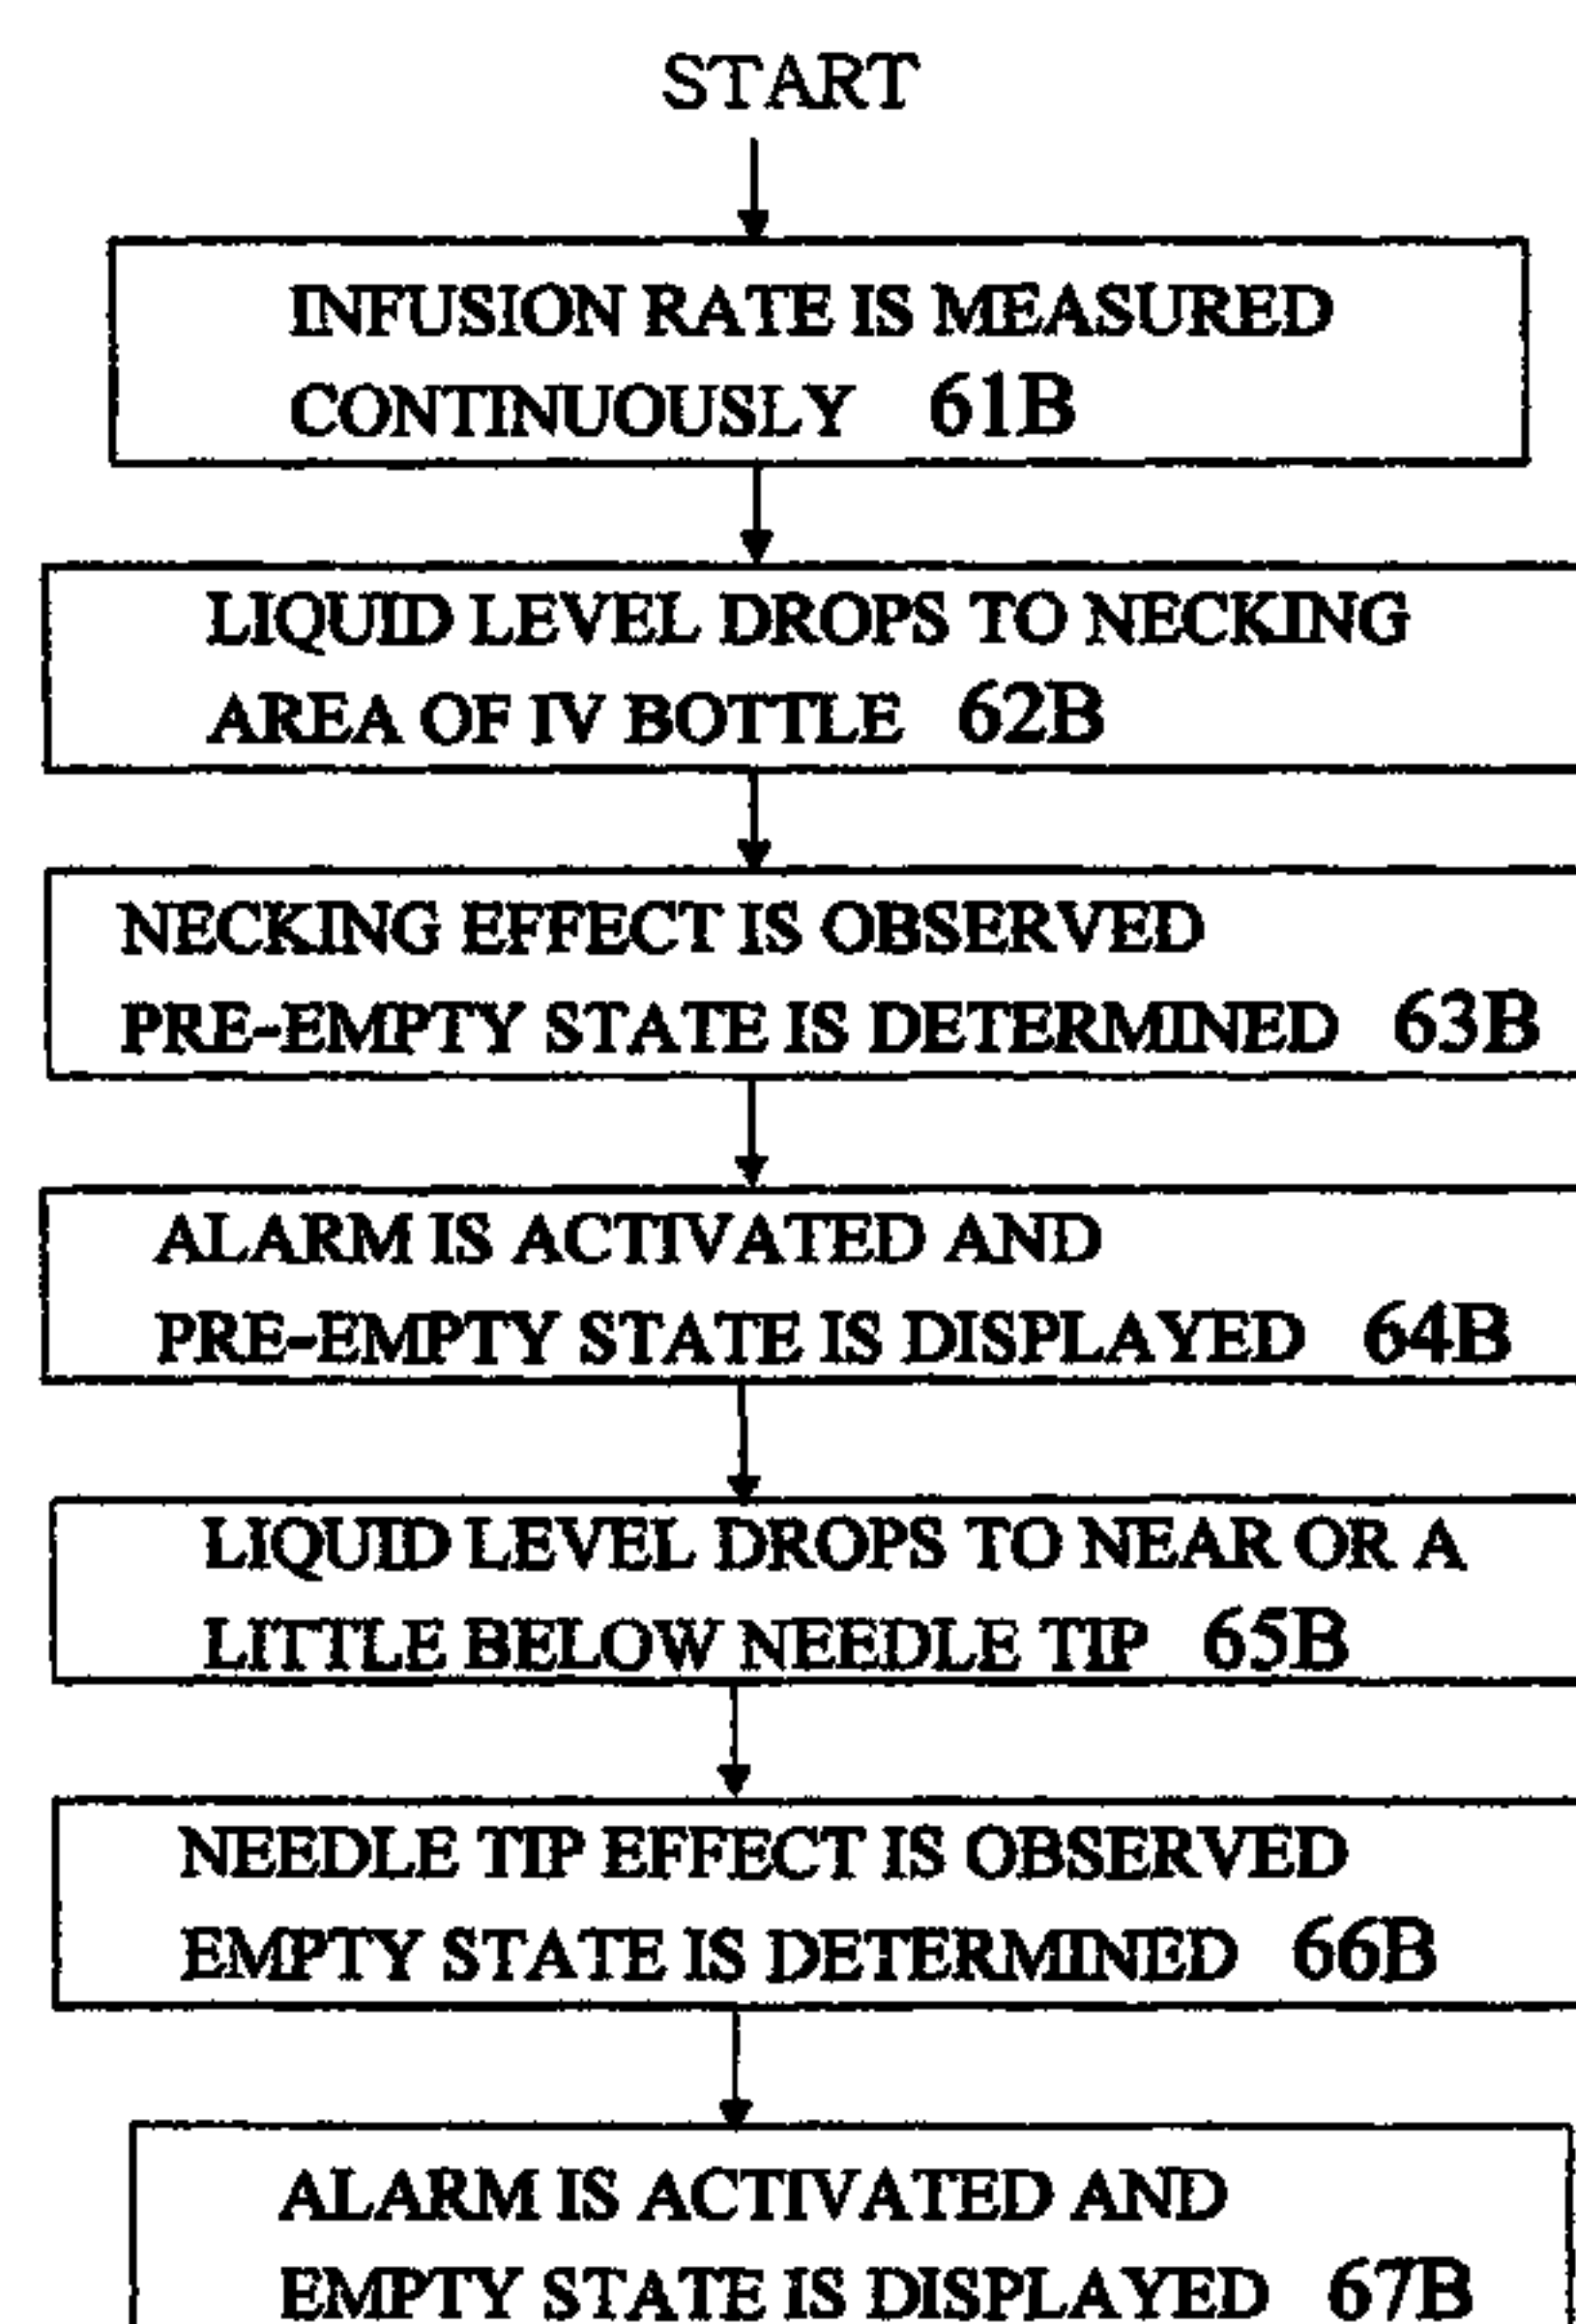 START
INFUSION RATE IS MEASURED
CONTINUOUSLY 61B
LIQUID LEVEL DROPS TO NECKING
AREA OF IV BOTTLE 62B
NECKING EFFECT IS OBSERVED
PRE-EMPTY STATE IS DETERMINED 63B
ALARM IS ACTIVATED AND
PRE-EMPTY STATE IS DISPLAYED 64B
LIQUID LEVEL DROPS TO NEAR OR A
LITTLE BELOW NEEDLE TIP 65B
NEEDLE TIP EFFECT IS OBSERVED
EMPTY STATE IS DETERMINED 66B
ALARM IS ACTIVATED AND
EMPTY STATE IS DISPLAYED 67B